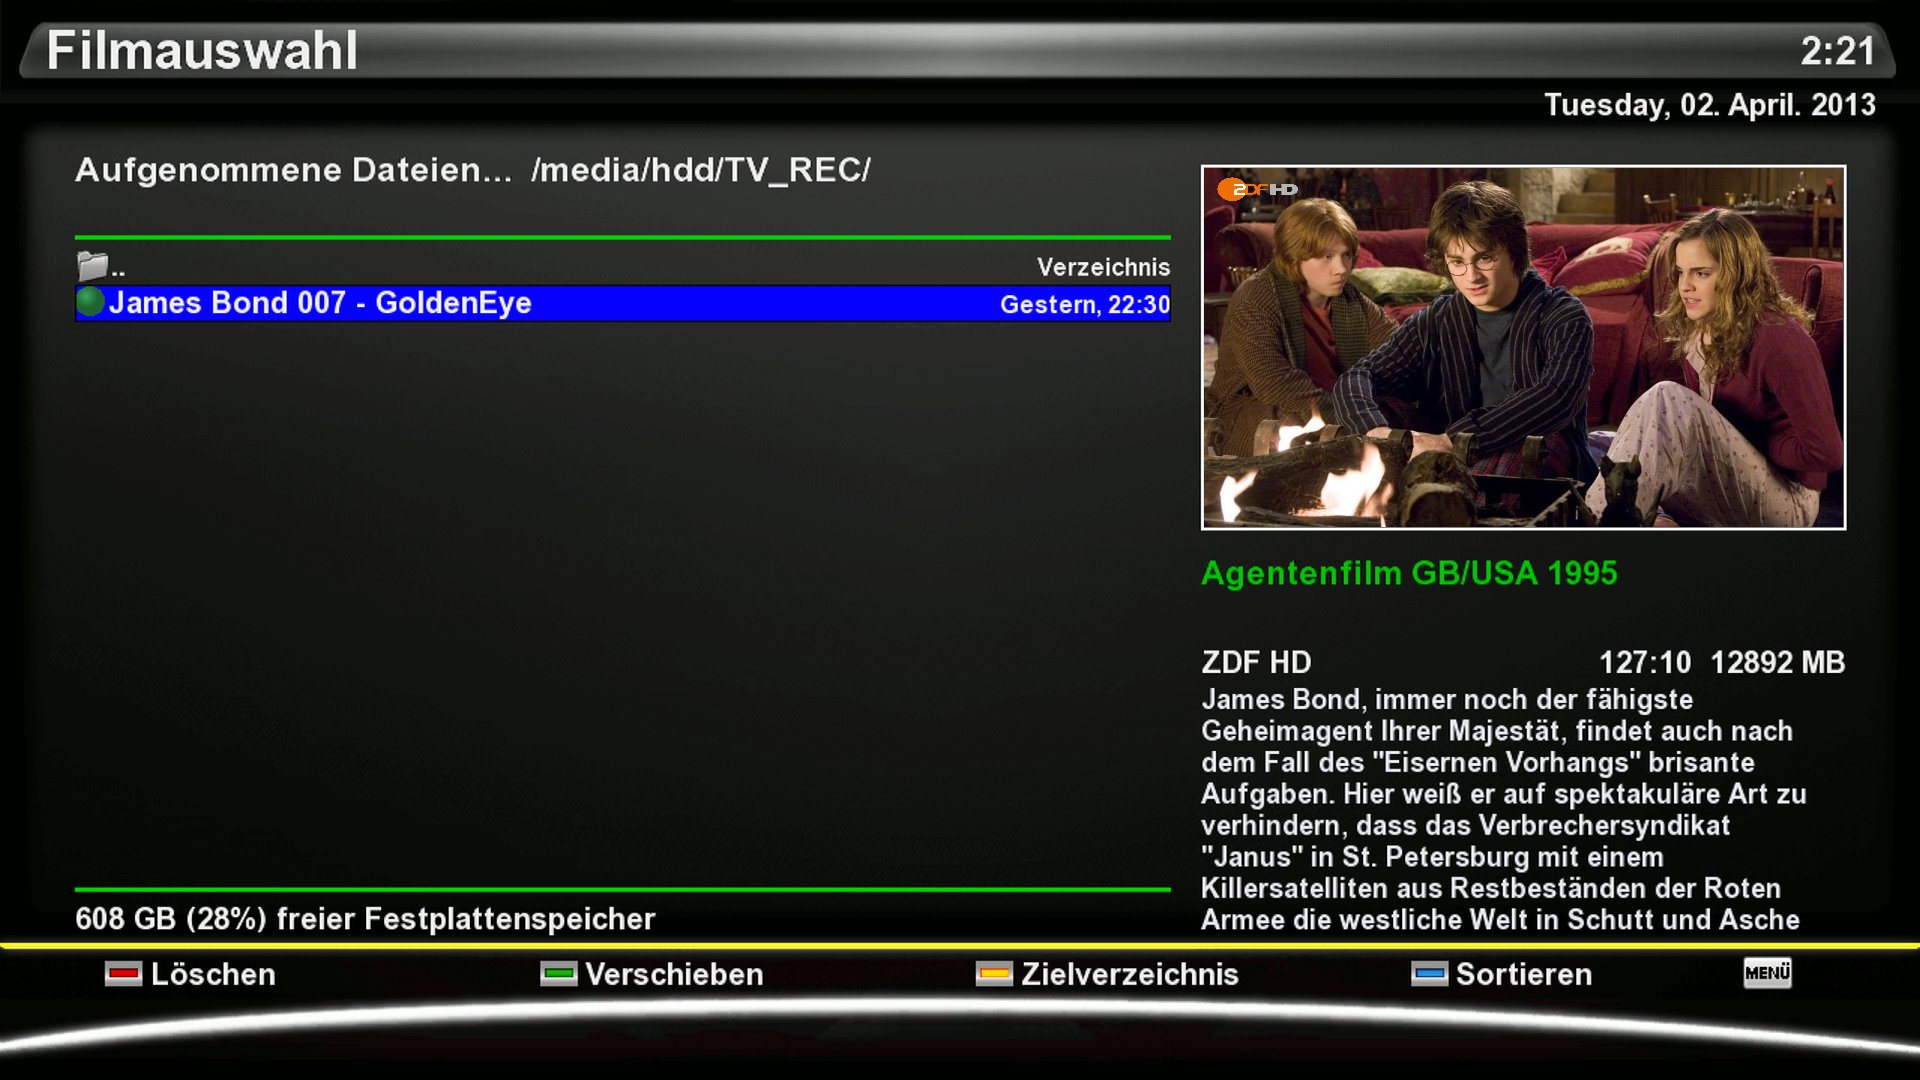 Filmauswahl
2:21
Tuesday, 02. April. 2013
Aufgenommene Dateien... /media/hdd/TV_REC/
.. Verzeichnis
James Bond 007 - GoldenEye Gestern, 22:30
ZDF HD
Agentenfilm GB/USA 1995
ZDF HD 127:10 12892 MB
James Bond, immer noch der fähigste
Geheimagent Ihrer Majestät, findet auch nach
dem Fall des "Eisernen Vorhangs" brisante
Aufgaben. Hier weiß er auf spektakuläre Art zu
verhindern, dass das Verbrechersyndikat
"Janus" in St. Petersburg mit einem
Killersatelliten aus Restbeständen der Roten
Armee die westliche Welt in Schutt und Asche
608 GB (28%) freier Festplattenspeicher
Löschen Verschieben Zielverzeichnis Sortieren MENÜ